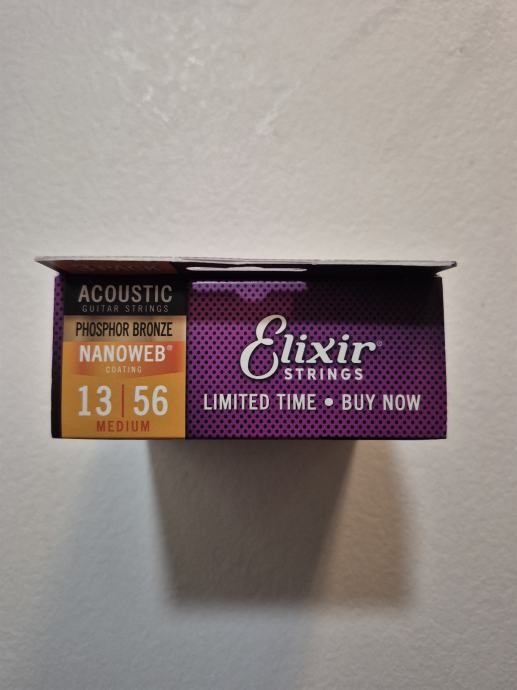 ACOUSTIC
GUITAR STRINGS
PHOSPHOR BRONZE
NANOWEB®
COATING
13 | 56
MEDIUM
Elixir®
STRINGS
LIMITED TIME • BUY NOW